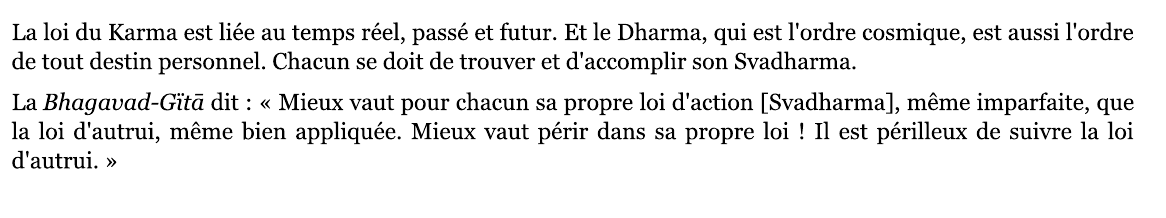 La loi du Karma est liée au temps réel, passé et futur. Et le Dharma, qui est l'ordre cosmique, est aussi l'ordre
de tout destin personnel. Chacun se doit de trouver et d'accomplir son Svadharma.
La Bhagavad-Gïtā dit : « Mieux vaut pour chacun sa propre loi d'action [Svadharma], même imparfaite, que
la loi d'autrui, même bien appliquée. Mieux vaut périr dans sa propre loi ! Il est périlleux de suivre la loi
d'autrui. »